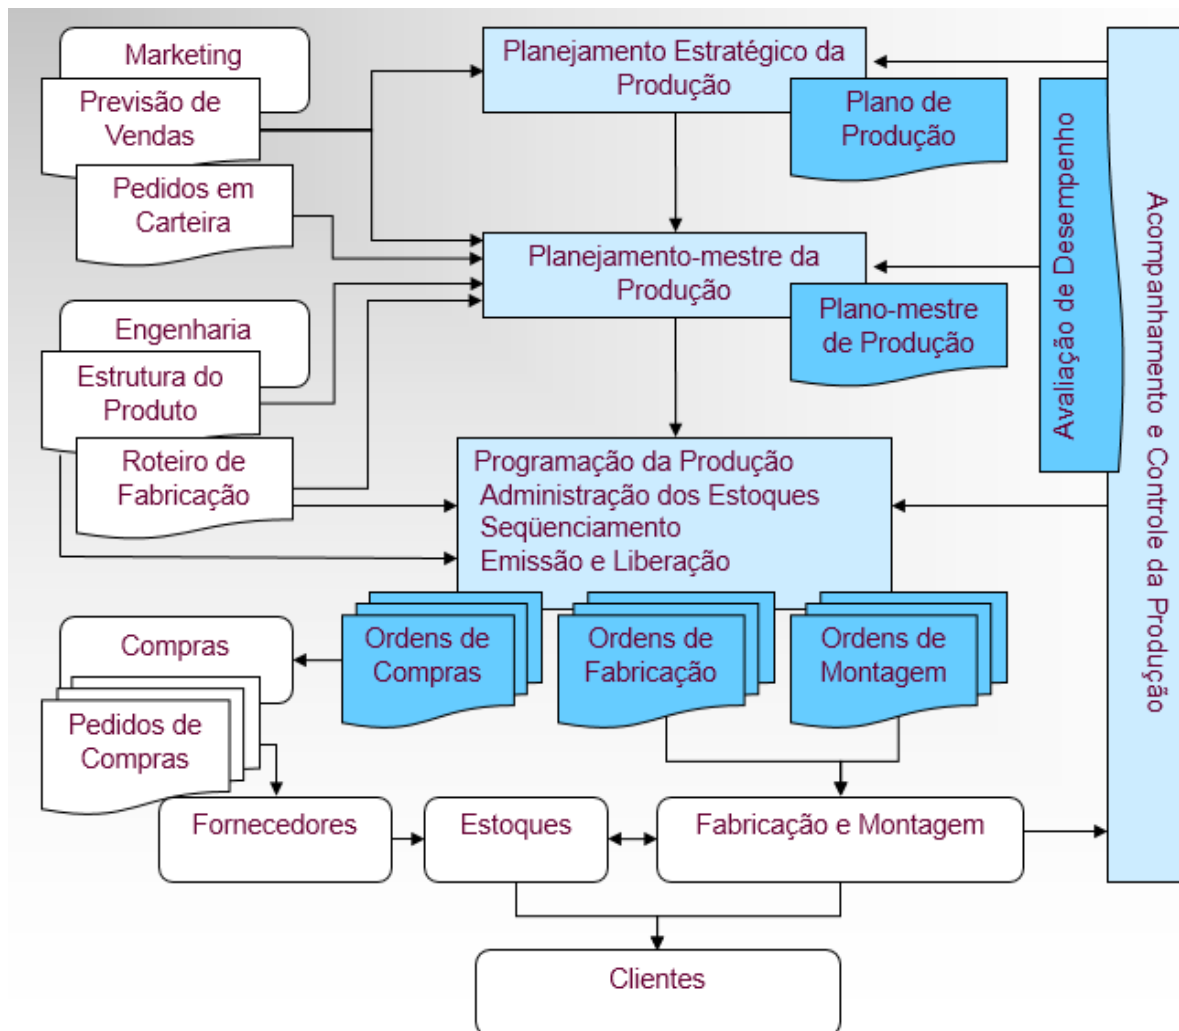 Marketing
Previsão de
Vendas
Pedidos em
Carteira
Planejamento Estratégico da
Produção
Plano de
Produção
Planejamento-mestre da
Produção
Plano-mestre
de Produção
Avaliação de Desempenho
Acompanhamento e Controle da Produção
Engenharia
Estrutura do
Produto
Roteiro de
Fabricação
Programação da Produção
Administração dos Estoques
Seqüenciamento
Emissão e Liberação
Compras
Pedidos de
Compras
Ordens de
Compras
Ordens de
Fabricação
Ordens de
Montagem
Fornecedores
Estoques
Fabricação e Montagem
Clientes